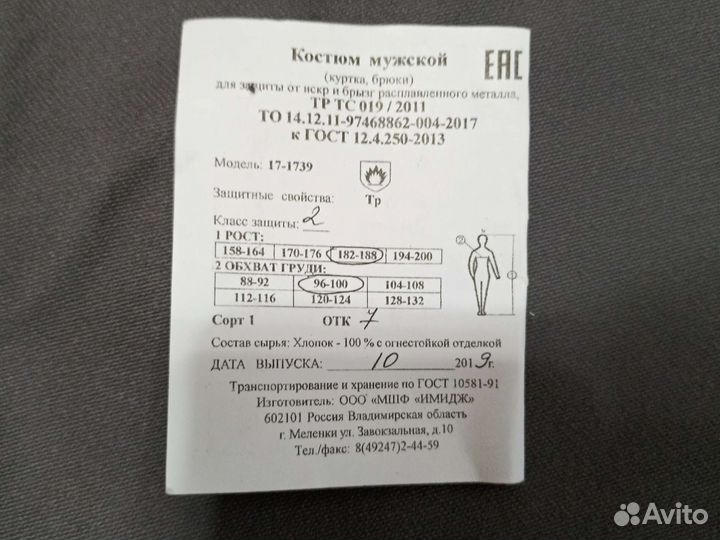 Костюм мужской
EAC
(куртка, брюки)
для защиты от искр и брызг расплавленного металла,
ТР ТС 019 / 2011
ТО 14.12.11-97468862-004-2017
к ГОСТ 12.4.250-2013
Модель: 17-1739
Защитные свойства: Тр
Класс защиты: 2
1 РОСТ:
158-164 170-176 182-188 194-200
2 ОБХВАТ ГРУДИ:
88-92 96-100 104-108
112-116 120-124 128-132
2 1
Сорт 1 ОТК 7
Состав сырья: Хлопок - 100 % с огнестойкой отделкой
ДАТА ВЫПУСКА: 10 2019г.
Транспортирование и хранение по ГОСТ 10581-91
Изготовитель: ООО «МШФ «ИМИДЖ»
602101 Россия Владимирская область
г. Меленки ул. Завокзальная, д.10
Тел./факс: 8(49247)2-44-59
Avito